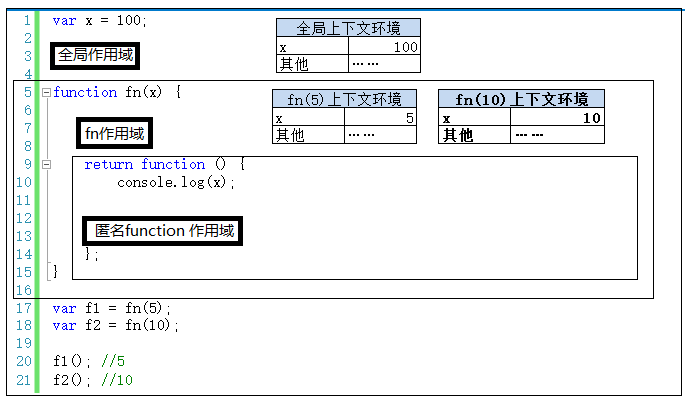 1 var x = 100;
全局上下文环境
2
x 100
3 全局作用域
其他 ……
4
5 function fn(x) {
fn(5)上下文环境 fn(10)上下文环境
6
x 5 x 10
7 fn作用域
其他 …… 其他 ……
8
9 return function () {
10 console.log(x);
11
12
匿名function 作用域
13
14 };
15 }
16
17 var f1 = fn(5);
18 var f2 = fn(10);
19
20 f1(); //5
21 f2(); //10